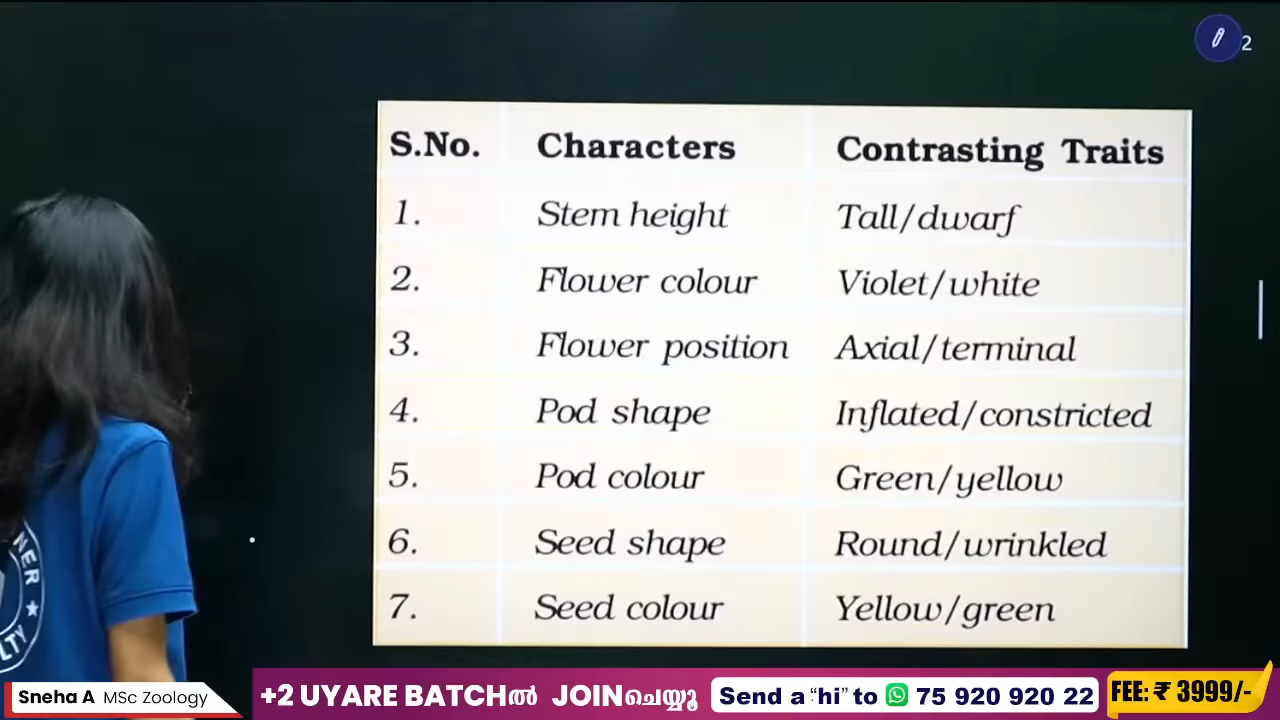 2
S.No. Characters Contrasting Traits
1. Stem height Tall/dwarf
2. Flower colour Violet/white
3. Flower position Axial/terminal
4. Pod shape Inflated/constricted
5. Pod colour Green/yellow
6. Seed shape Round/wrinkled
7. Seed colour Yellow/green
NER
LTY
Sneha A MSc Zoology
+2 UYARE BATCHൽ JOINചെയ്യൂ
Send a “hi” to 75 920 920 22
FEE: ₹ 3999/-